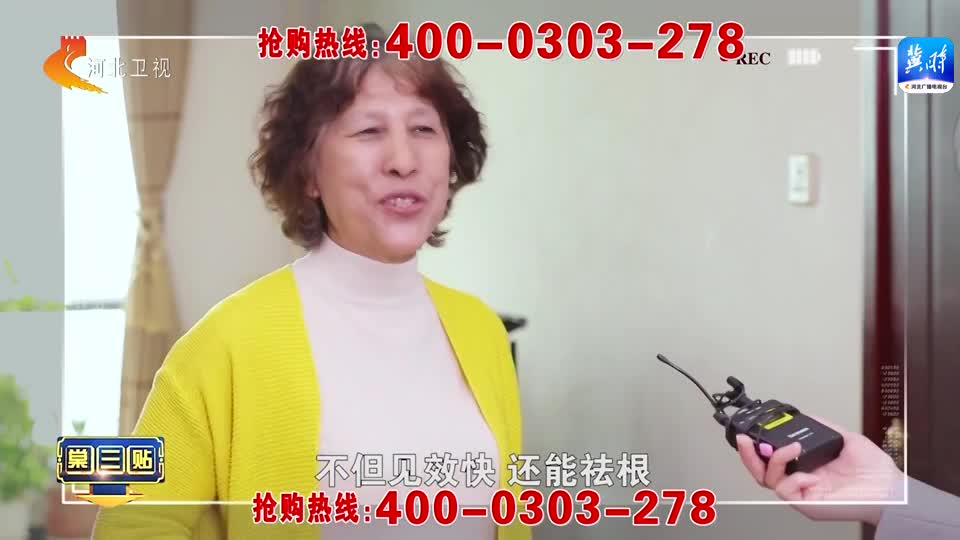 抢购热线:400-0303-278
REC
河北卫视
冀时
河北广播电视台
棠三贴
不但见效快 还能祛根
抢购热线:400-0303-278